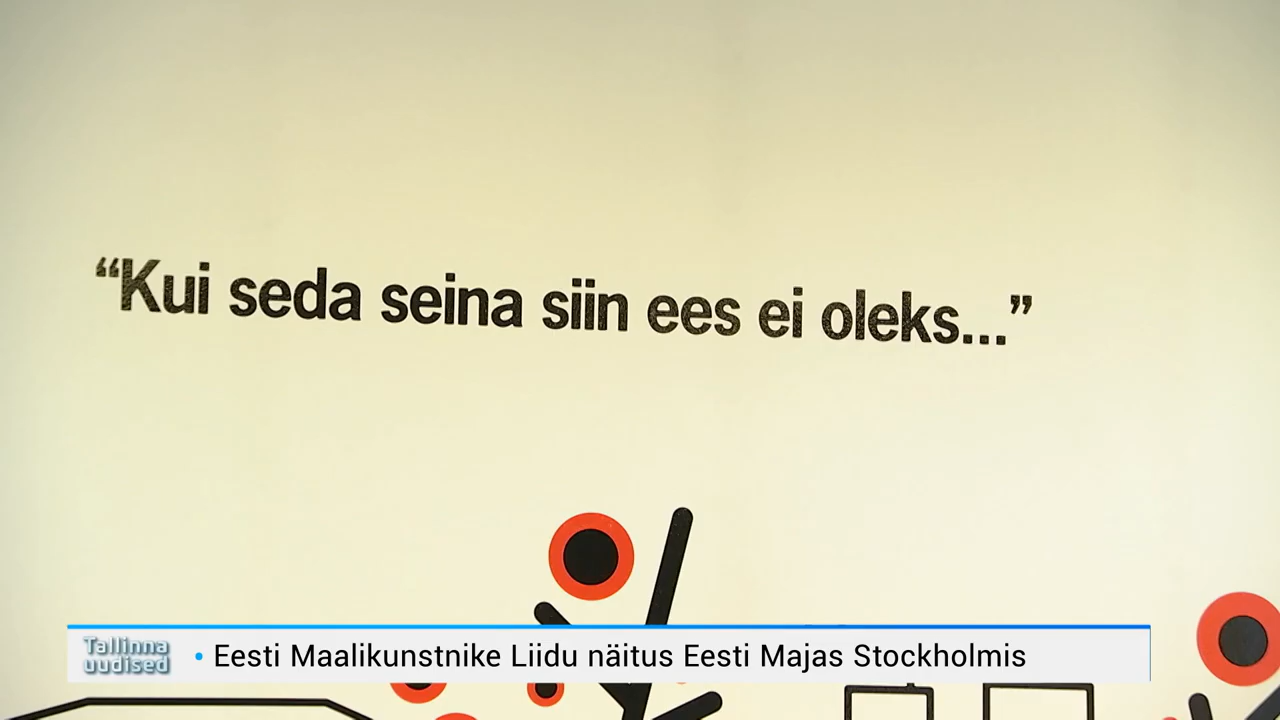 “Kui seda seina siin ees ei oleks...”
Tallinna
uudised
• Eesti Maalikunstnike Liidu näitus Eesti Majas Stockholmis